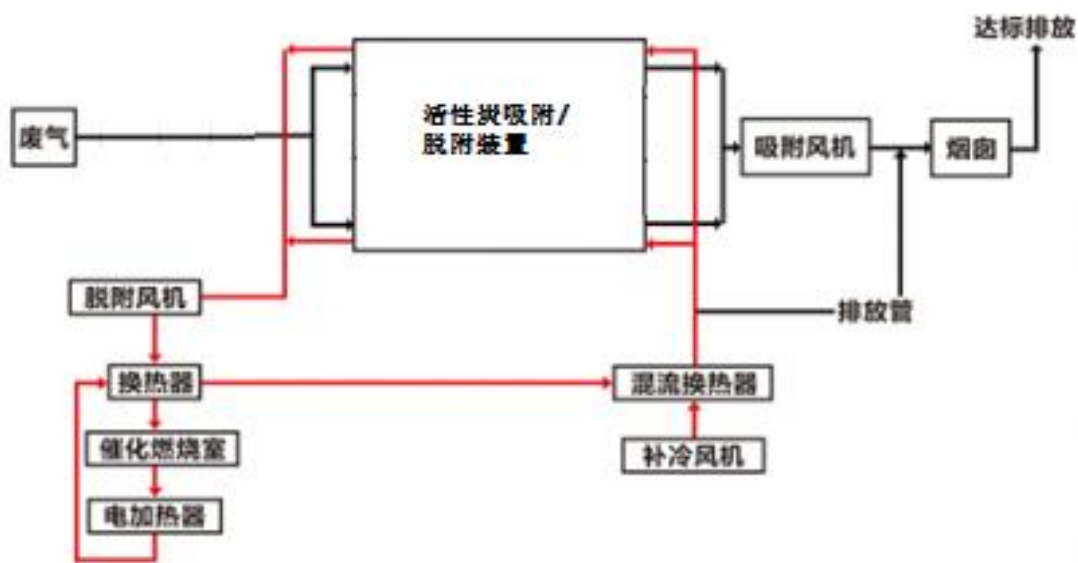 达标排放
活性炭吸附/
脱附装置
废气
吸附风机
烟囱
脱附风机
排放管
换热器
混流换热器
催化燃烧室
补冷风机
电加热器